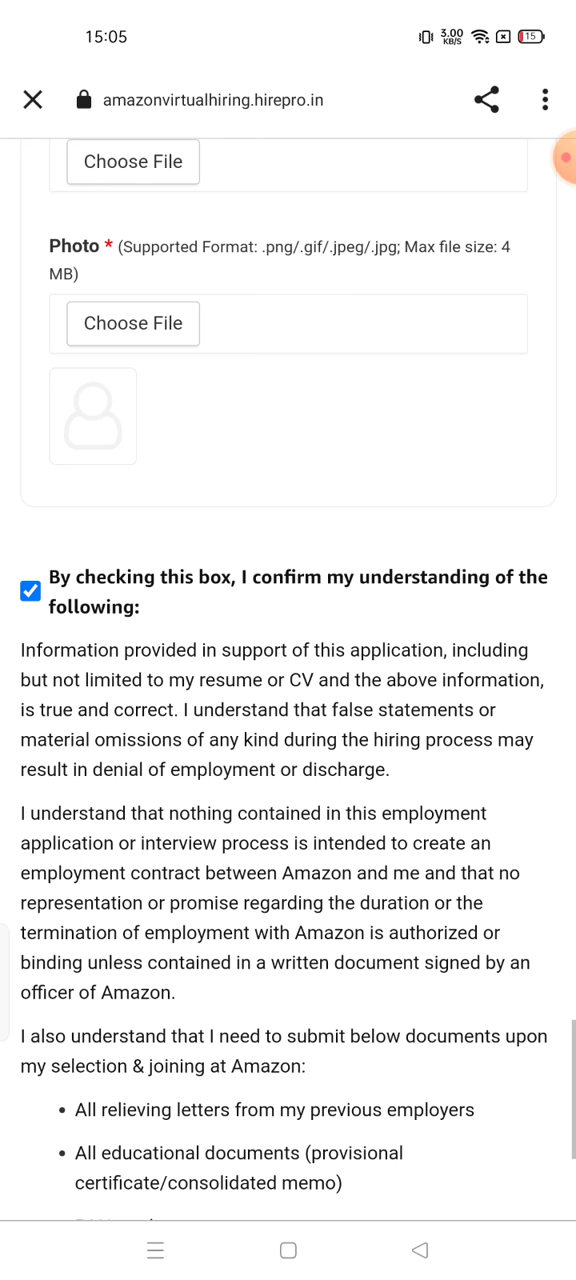 15:05
3.00
KB/S
15
amazonvirtualhiring.hirepro.in
Choose File
Photo * (Supported Format: .png/.gif/.jpeg/.jpg; Max file size: 4
MB)
Choose File
By checking this box, I confirm my understanding of the
following:
Information provided in support of this application, including
but not limited to my resume or CV and the above information,
is true and correct. I understand that false statements or
material omissions of any kind during the hiring process may
result in denial of employment or discharge.
I understand that nothing contained in this employment
application or interview process is intended to create an
employment contract between Amazon and me and that no
representation or promise regarding the duration or the
termination of employment with Amazon is authorized or
binding unless contained in a written document signed by an
officer of Amazon.
I also understand that I need to submit below documents upon
my selection & joining at Amazon:
• All relieving letters from my previous employers
• All educational documents (provisional
certificate/consolidated memo)